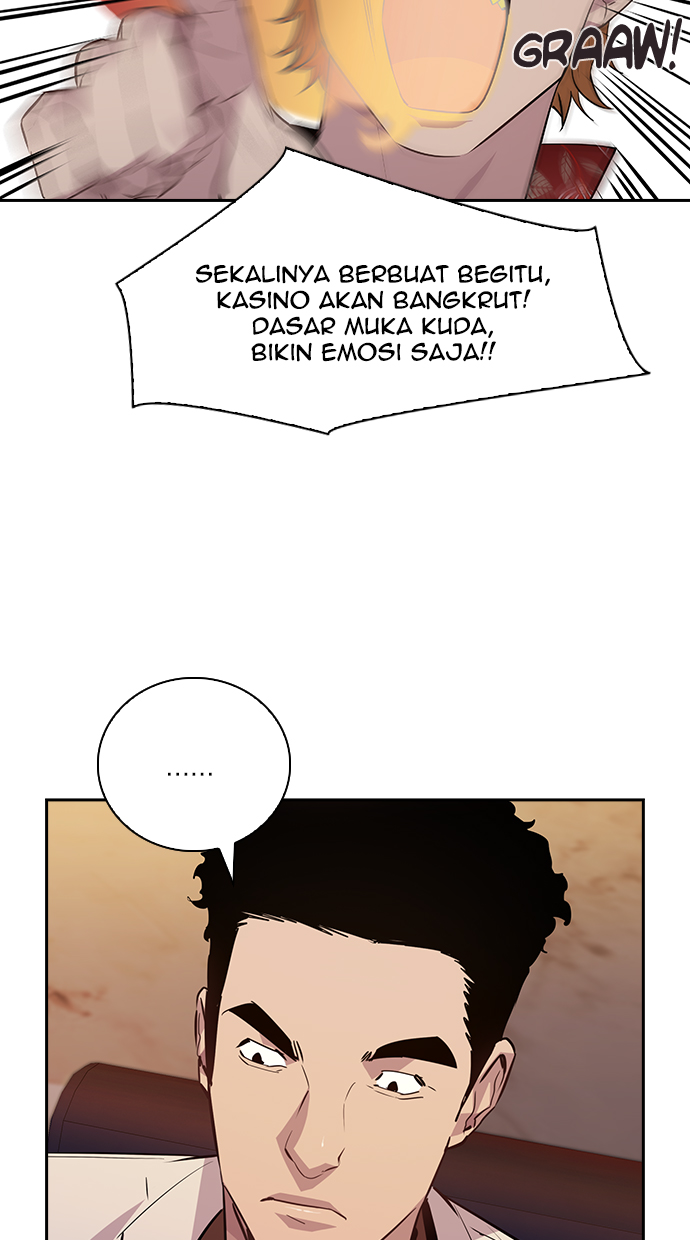 GRAAW!
SEKALINYA BERBUAT BEGITU,
KASINO AKAN BANGKRUT!
DASAR MUKA KUDA,
BIKIN EMOSI SAJA!!
......